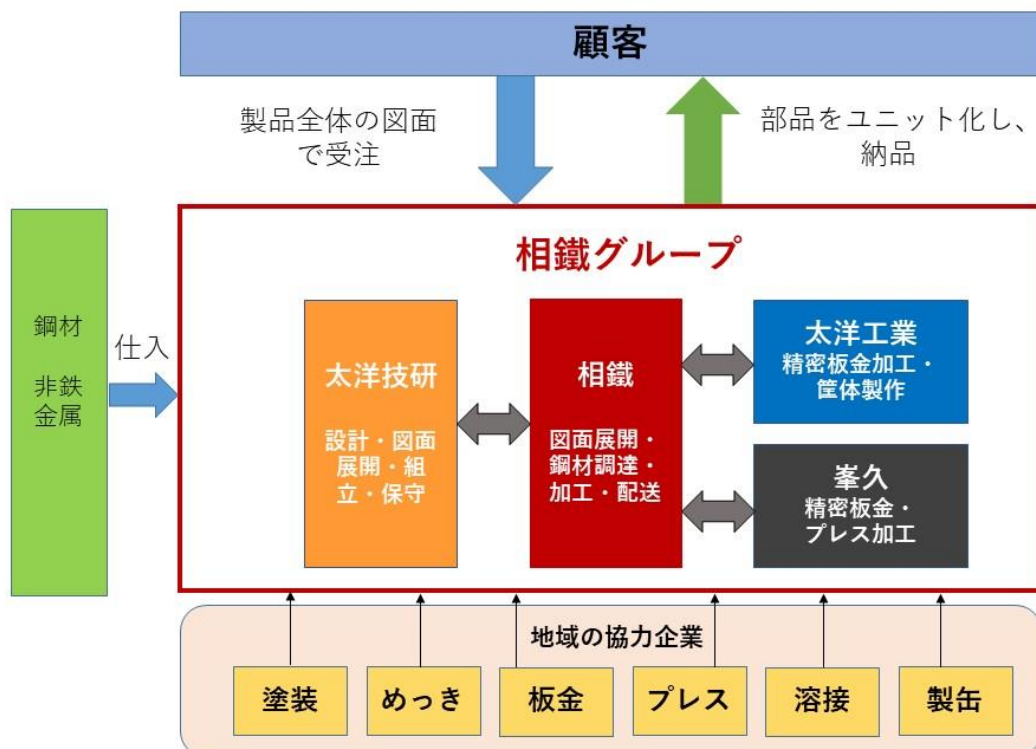 顧客
製品全体の図面
で受注
部品をユニット化し、
納品
鋼材
非鉄
金属
仕入
相鐵グループ
太洋技研
設計・図面
展開・組
立・保守
相鐵
図面展開・
鋼材調達・
加工・配送
太洋工業
精密板金加工・
筐体製作
峯久
精密板金・
プレス加工
地域の協力企業
塗装
めっき
板金
プレス
溶接
製缶